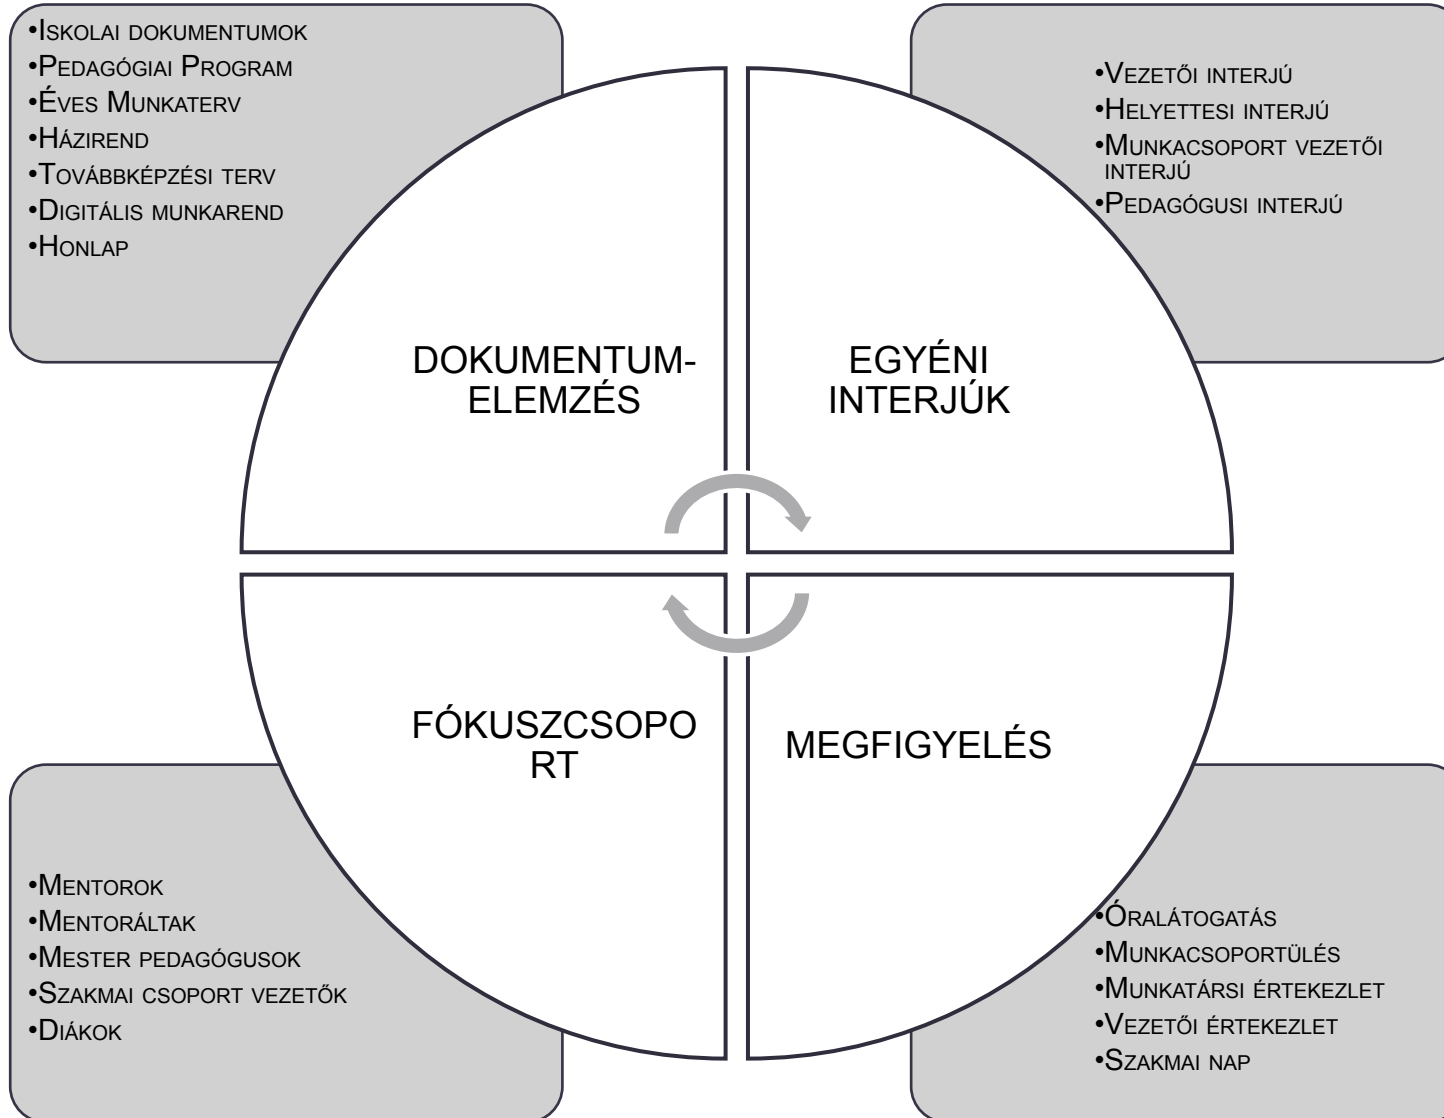 •Iskolai dokumentumok
•Pedagógiai Program
•Éves Munkaterv
•Házirend
•Továbbképzési terv
•Digitális munkarend
•Honlap
•Vezetői interjú
•Helyettesi interjú
•Munkacsoport vezetői
interjú
•Pedagógusi interjú
DOKUMENTUM-
ELEMZÉS
EGYÉNI
INTERJÚK
FÓKUSZCSOPO
RT
MEGFIGYELÉS
•Mentorok
•Mentoráltak
•Mester pedagógusok
•Szakmai csoport vezetők
•Diákok
•Óralátogatás
•Munkacsoportülés
•Munkatársi értekezlet
•Vezetői értekezlet
•Szakmai nap